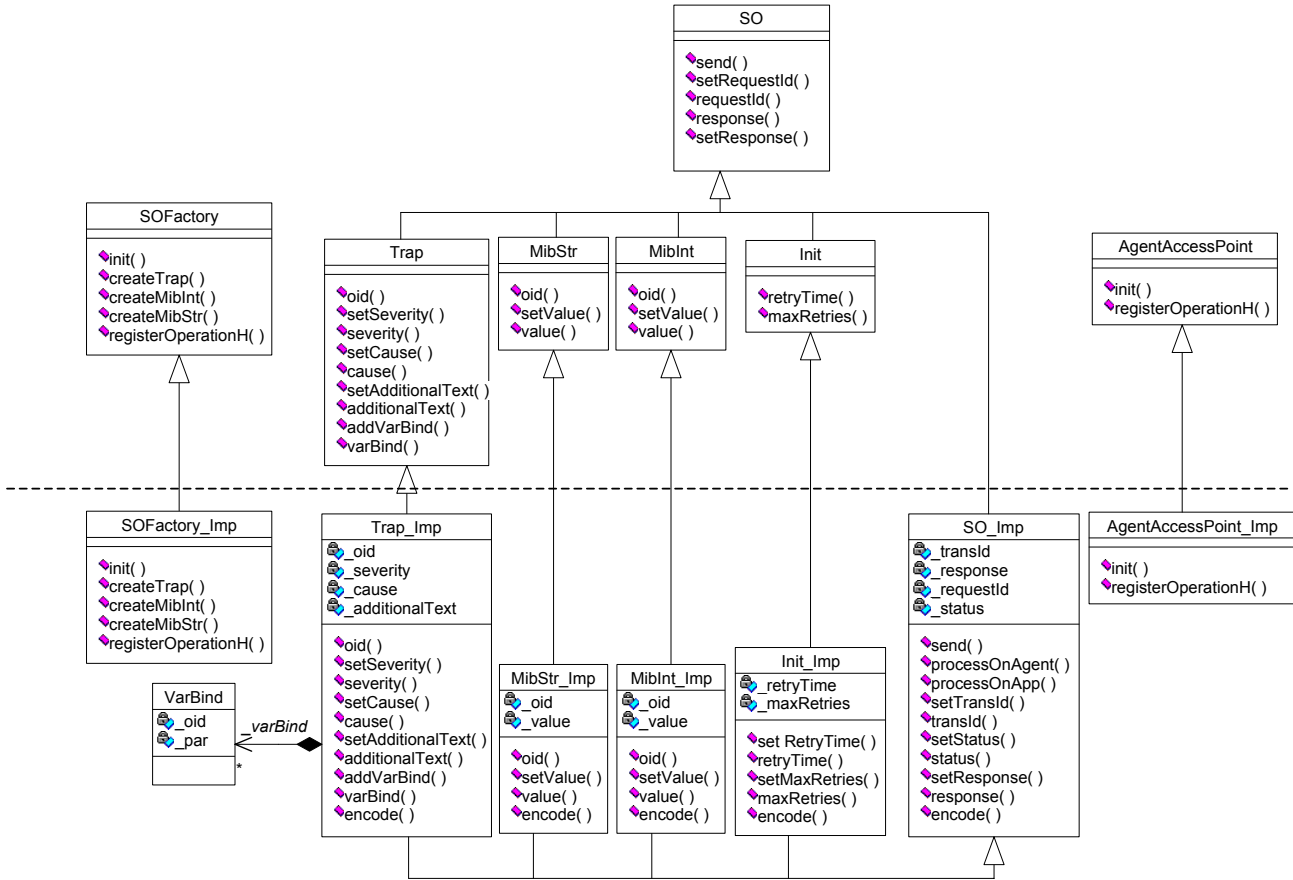 SO
send( )
setRequestId( )
requestId( )
response( )
setResponse( )
SOFactory
init( )
createTrap( )
createMibInt( )
createMibStr( )
registerOperationH( )
Trap
oid( )
setSeverity( )
severity( )
setCause( )
cause( )
setAdditionalText( )
additionalText( )
addVarBind( )
varBind( )
MibStr
oid( )
setValue( )
value( )
MibInt
oid( )
setValue( )
value( )
Init
retryTime( )
maxRetries( )
AgentAccessPoint
init( )
registerOperationH( )
SOFactory_Imp
init( )
createTrap( )
createMibInt( )
createMibStr( )
registerOperationH( )
VarBind
_oid
_par
_varBind
*
Trap_Imp
_oid
_severity
_cause
_additionalText
oid( )
setSeverity( )
severity( )
setCause( )
cause( )
setAdditionalText( )
additionalText( )
addVarBind( )
varBind( )
encode( )
MibStr_Imp
_oid
_value
oid( )
setValue( )
value( )
encode( )
MibInt_Imp
_oid
_value
oid( )
setValue( )
value( )
encode( )
Init_Imp
_retryTime
_maxRetries
set RetryTime( )
retryTime( )
setMaxRetries( )
maxRetries( )
encode( )
SO_Imp
_transId
_response
_requestId
_status
send( )
processOnAgent( )
processOnApp( )
setTransId( )
transId( )
setStatus( )
status( )
setResponse( )
response( )
encode( )
AgentAccessPoint_Imp
init( )
registerOperationH( )